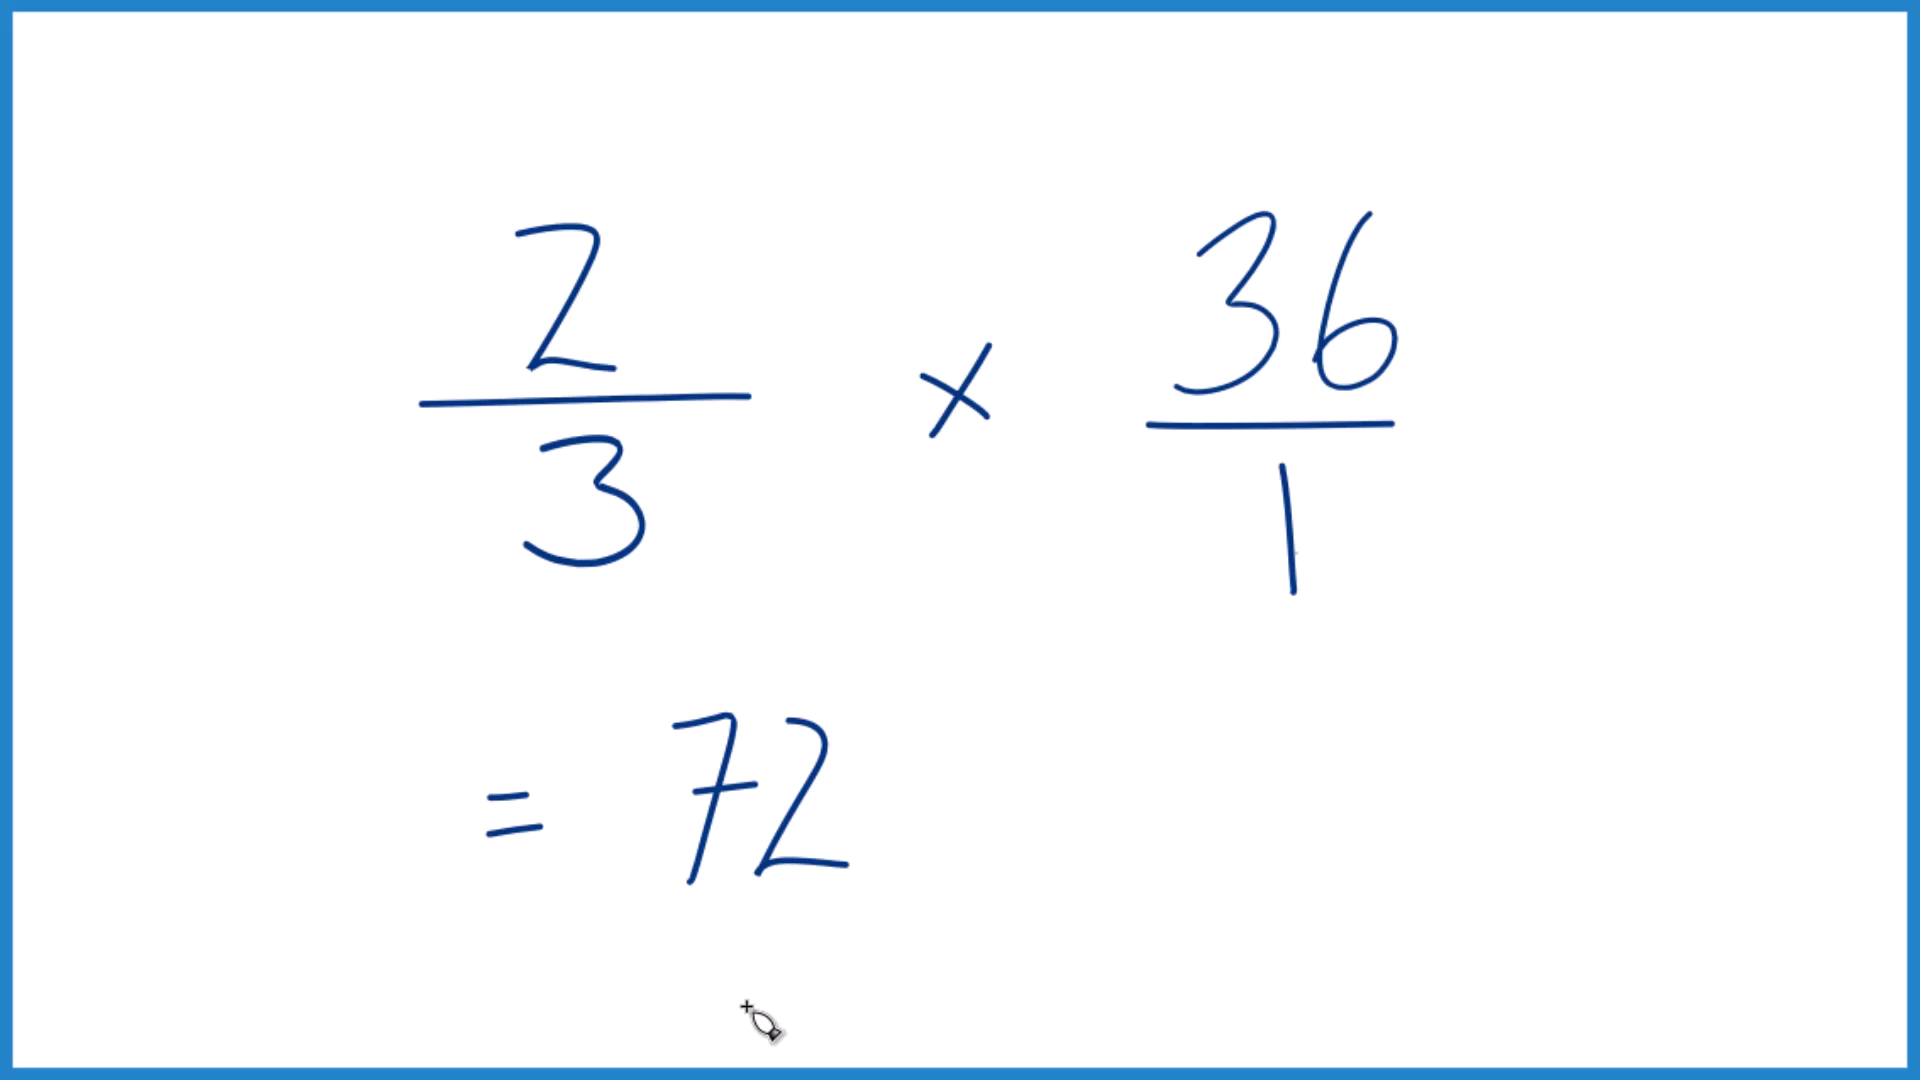 2/3 × 36/1
= 72